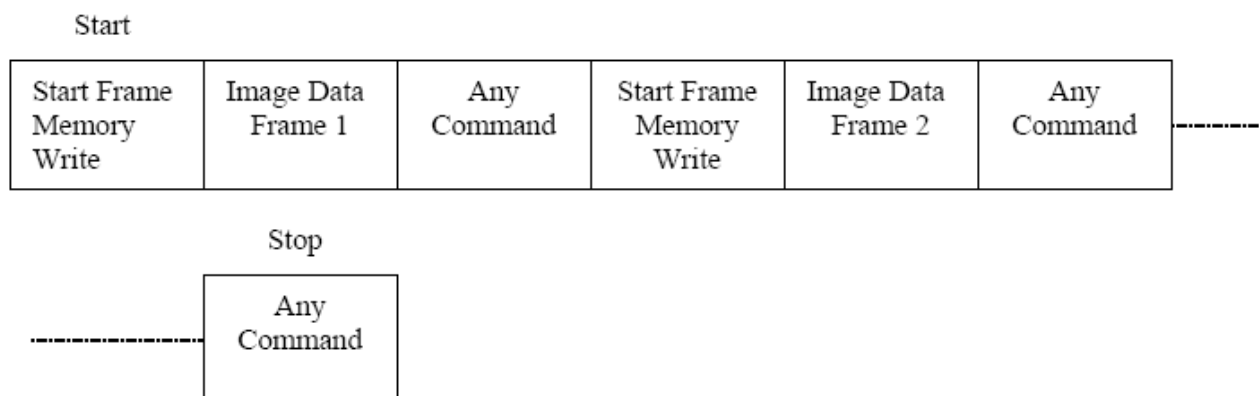 Start
Start Frame
Memory
Write
Image Data
Frame 1
Any
Command
Start Frame
Memory
Write
Image Data
Frame 2
Any
Command
Stop
Any
Command